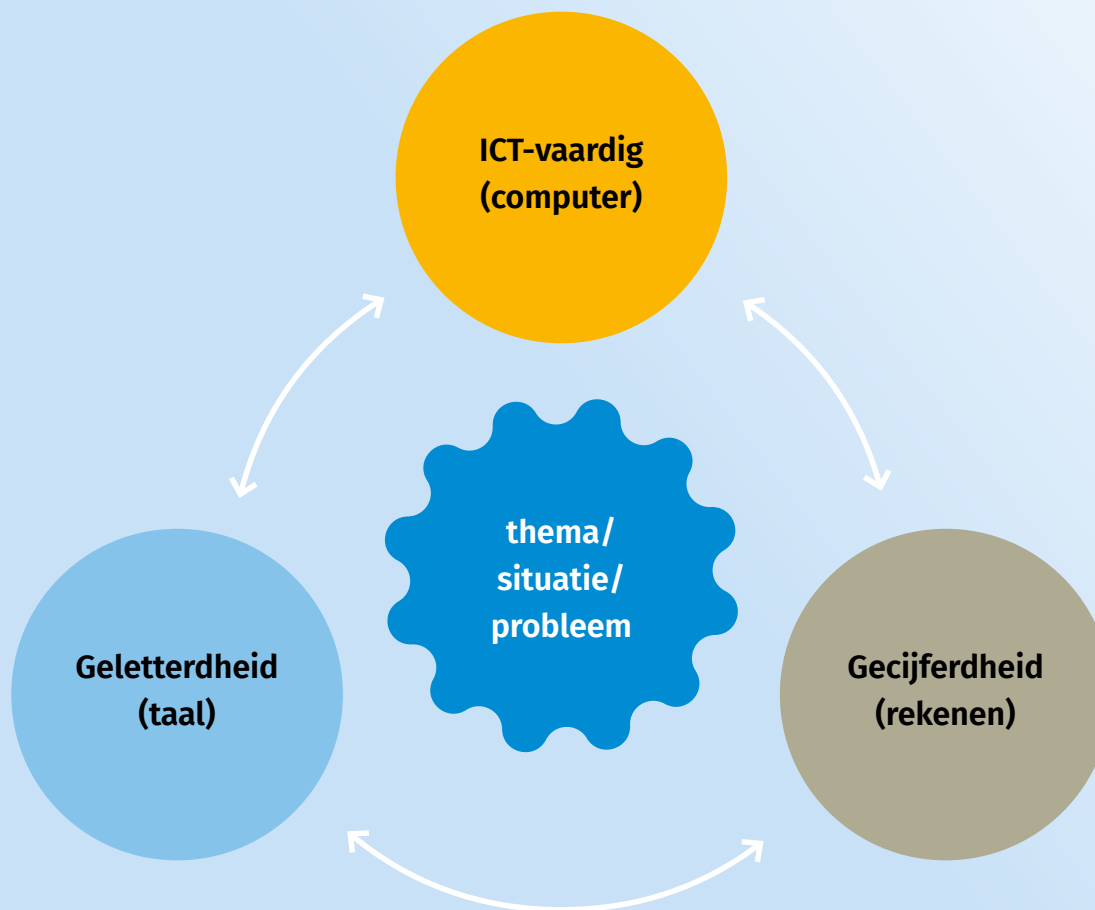 ICT-vaardig
(computer)
thema/
situatie/
probleem
Geletterdheid
(taal)
Gecijferdheid
(rekenen)